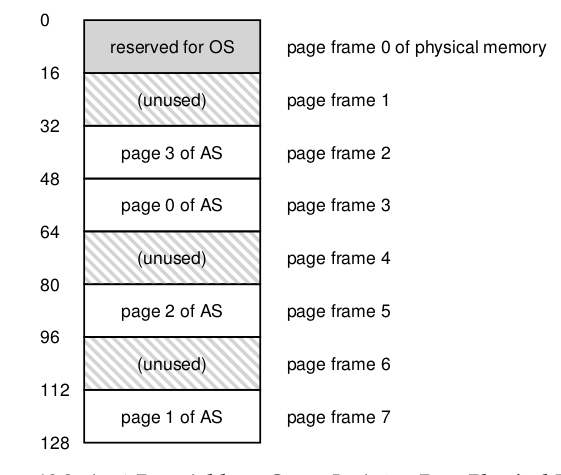 0
reserved for OS page frame 0 of physical memory
16
(unused) page frame 1
32
page 3 of AS page frame 2
48
page 0 of AS page frame 3
64
(unused) page frame 4
80
page 2 of AS page frame 5
96
(unused) page frame 6
112
page 1 of AS page frame 7
128